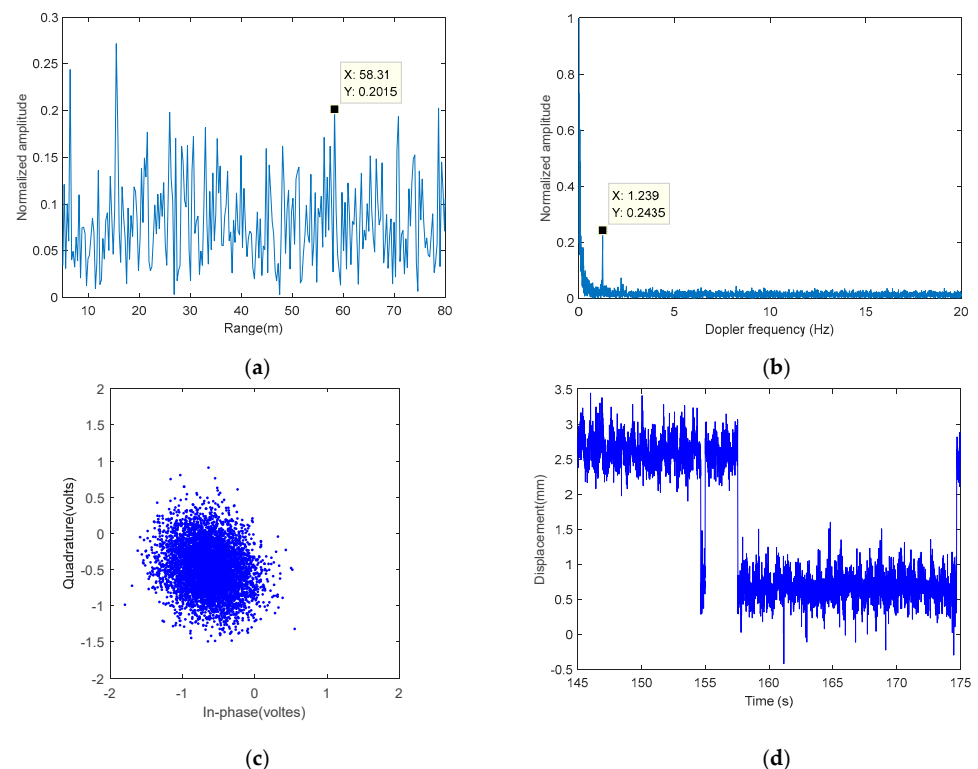 0.3
0.25
0.2
0.15
0.1
0.05
0
10 20 30 40 50 60 70 80
Normalized amplitude
Range(m)
X: 58.31
Y: 0.2015
(a)
1
0.8
0.6
0.4
0.2
0
0 5 10 15 20
Normalized amplitude
Dopler frequency (Hz)
X: 1.239
Y: 0.2435
(b)
2
1.5
1
0.5
0
-0.5
-1
-1.5
-2
-2 -1 0 1 2
Quadrature(volts)
In-phase(voltes)
(c)
3.5
3
2.5
2
1.5
1
0.5
0
-0.5
145 150 155 160 165 170 175
Displacement(mm)
Time (s)
(d)